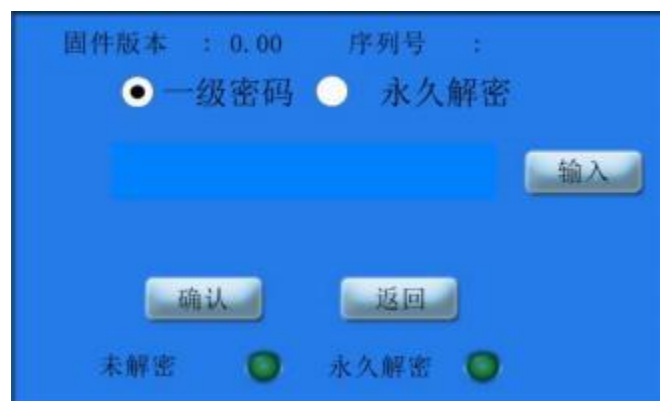 固件版本 : 0.00 序列号 :
一级密码 永久解密
输入
确认 返回
未解密 永久解密